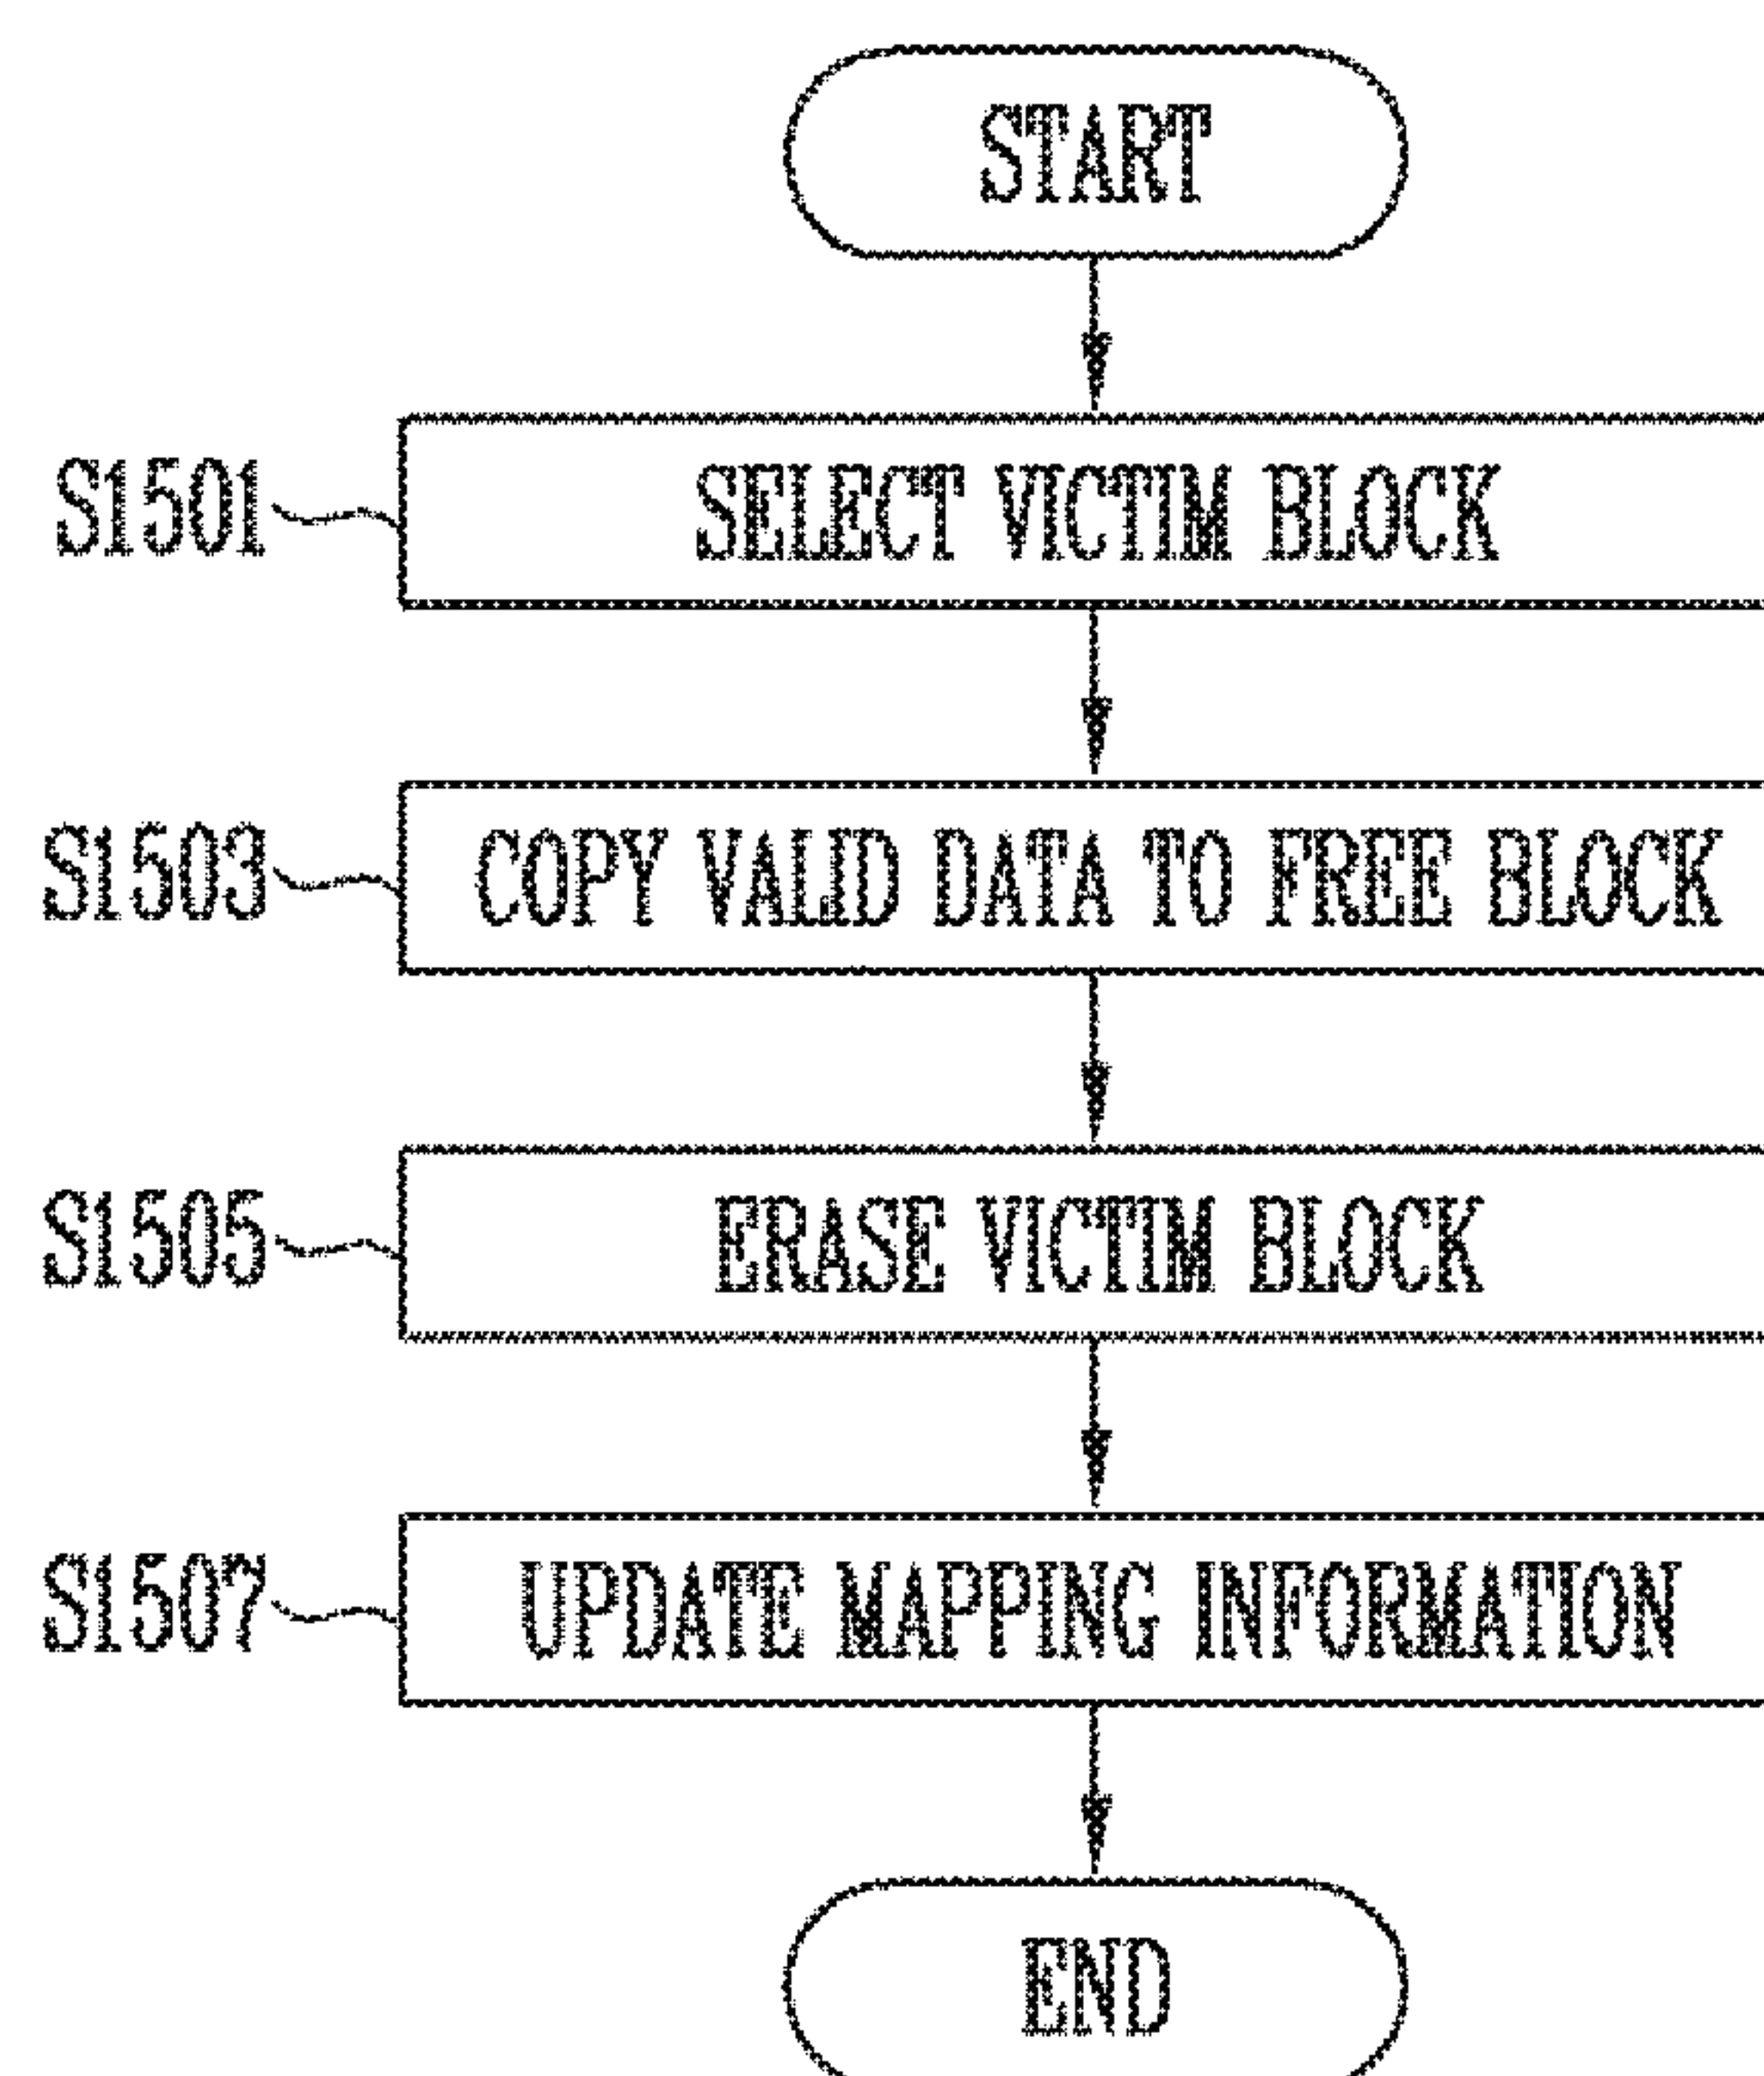 START
S1501 SELECT VICTIM BLOCK
S1503 COPY VALID DATA TO FREE BLOCK
S1505 ERASE VICTIM BLOCK
S1507 UPDATE MAPPING INFORMATION
END